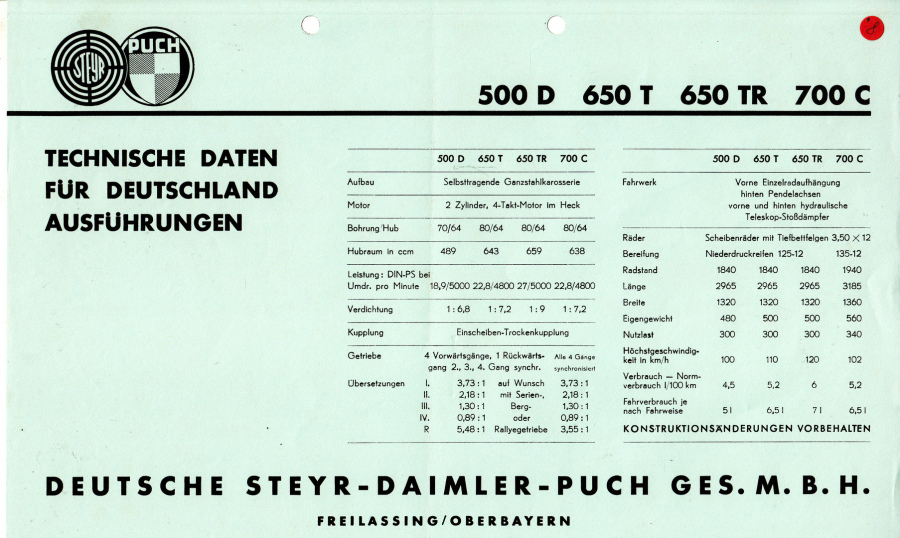 STEYR PUCH
500 D 650 T 650 TR 700 C
TECHNISCHE DATEN
FÜR DEUTSCHLAND
AUSFÜHRUNGEN
500 D 650 T 650 TR 700 C
Aufbau Selbsttragende Ganzstahlkarosserie
Motor 2 Zylinder, 4-Takt-Motor im Heck
Bohrung/Hub 70/64 80/64 80/64 80/64
Hubraum in ccm 489 643 659 638
Leistung: DIN-PS bei
Umdr. pro Minute 18,9/5000 22,8/4800 27/5000 22,8/4800
Verdichtung 1:6,8 1:7,2 1:9 1:7,2
Kupplung Einscheiben-Trockenkupplung
Getriebe 4 Vorwärtsgänge, 1 Rückwärts- Alle 4 Gänge
gang 2., 3., 4. Gang synchr. synchronisiert
Übersetzungen I. 3,73:1 auf Wunsch 3,73:1
II. 2,18:1 mit Serien-, 2,18:1
III. 1,30:1 Berg- 1,30:1
IV. 0,89:1 oder 0,89:1
R 5,48:1 Rallyegetriebe 3,55:1
500 D 650 T 650 TR 700 C
Fahrwerk Vorne Einzelradaufhängung
hinten Pendelachsen
vorne und hinten hydraulische
Teleskop-Stoßdämpfer
Räder Scheibenräder mit Tiefbettfelgen 3,50 × 12
Bereifung Niederdruckreifen 125-12 135-12
Radstand 1840 1840 1840 1940
Länge 2965 2965 2965 3185
Breite 1320 1320 1320 1360
Eigengewicht 480 500 500 560
Nutzlast 300 300 300 340
Höchstgeschwindig-
keit in km/h 100 110 120 102
Verbrauch — Norm-
verbrauch l/100 km 4,5 5,2 6 5,2
Fahrverbrauch je
nach Fahrweise 5 l 6,5 l 7 l 6,5 l
KONSTRUKTIONSÄNDERUNGEN VORBEHALTEN
DEUTSCHE STEYR-DAIMLER-PUCH GES. M. B. H.
FREILASSING/OBERBAYERN